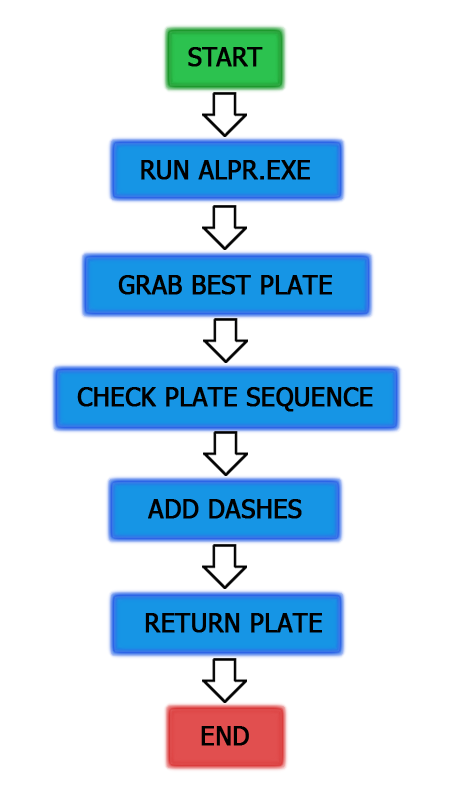 START
RUN ALPR.EXE
GRAB BEST PLATE
CHECK PLATE SEQUENCE
ADD DASHES
RETURN PLATE
END